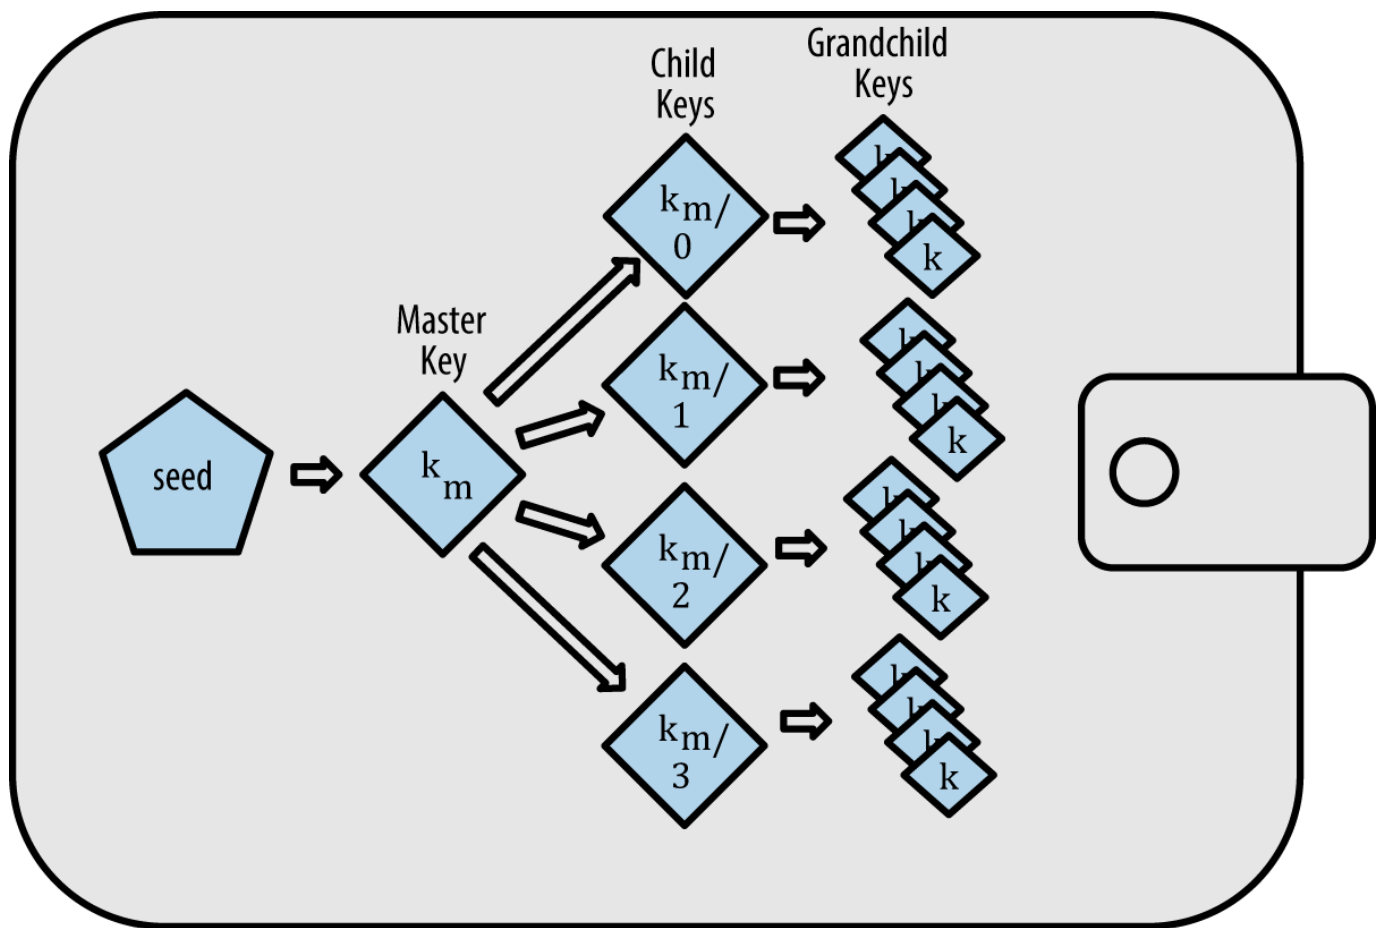 Grandchild
Keys
Child
Keys
Master
Key
seed
k m
k m/
0
k m/
1
k m/
2
k m/
3
k
k
k
k